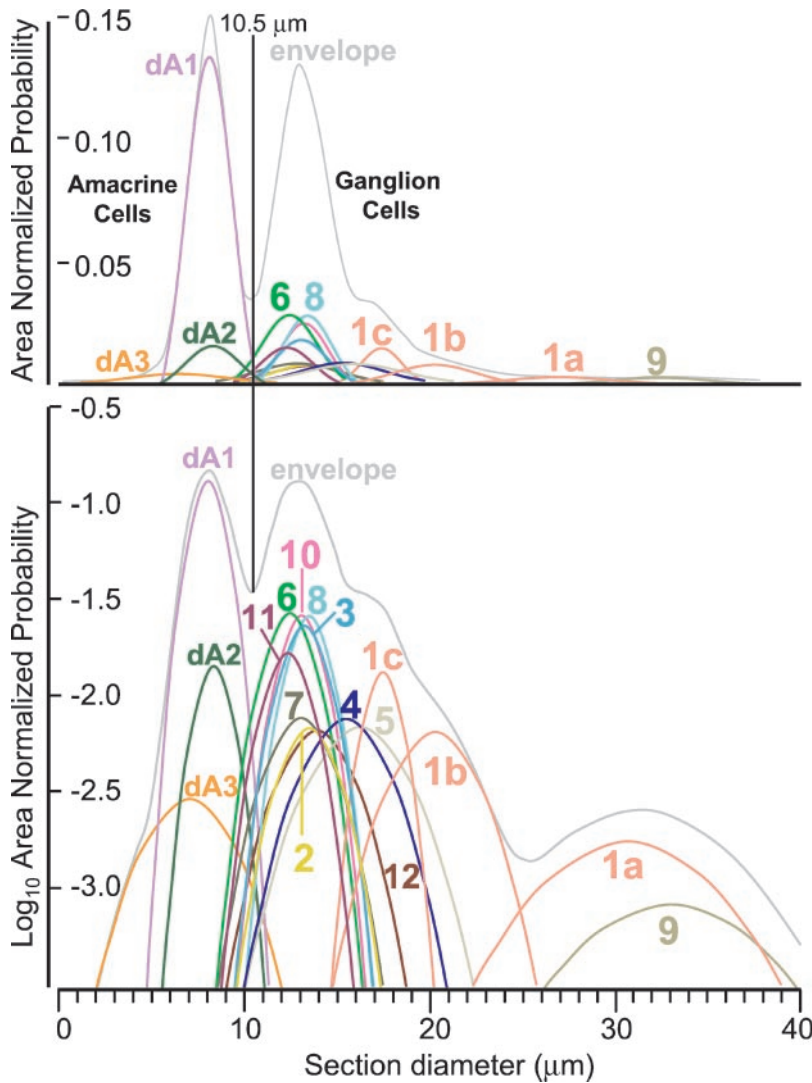 0.15
10.5 µm
dA1
envelope
0.10
Amacrine
Cells
Ganglion
Cells
0.05
6
8
dA2
1c
1b
dA3
1a
9
Area Normalized Probability
-0.5
dA1
envelope
-1.0
10
6
8
-1.5
11
3
1c
dA2
-2.0
7
4
5
1b
-2.5
dA3
2
12
1a
-3.0
9
Log10 Area Normalized Probability
0
10
20
30
40
Section diameter (µm)